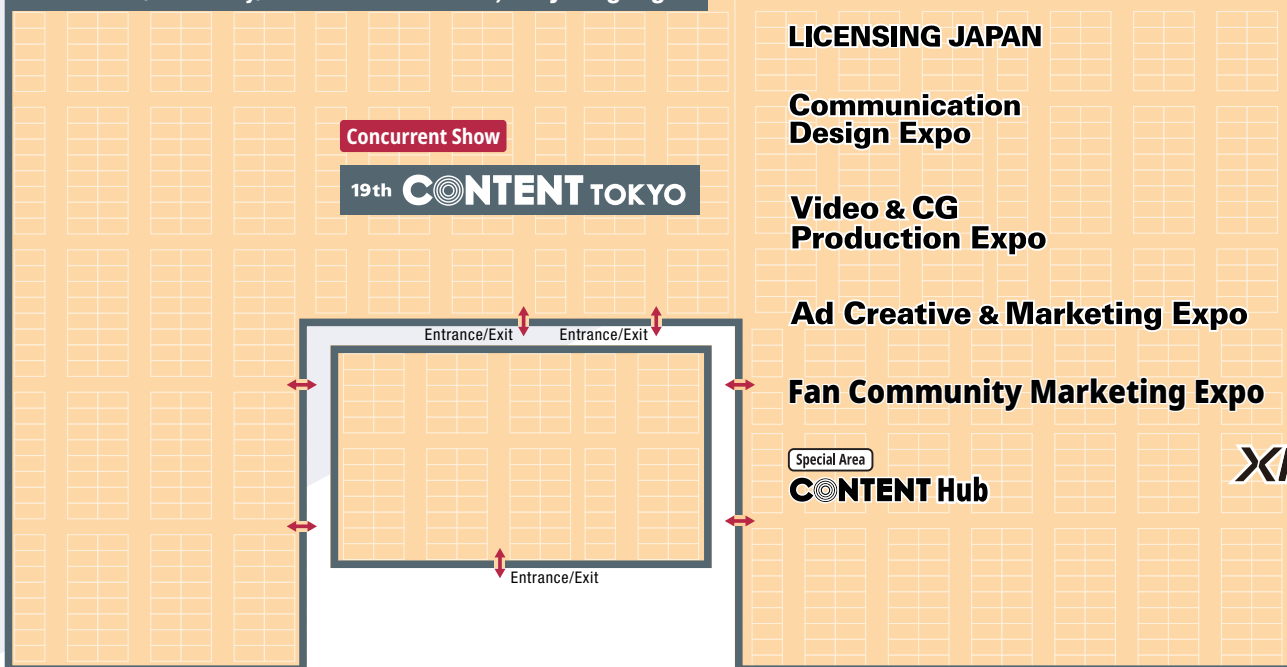 LICENSING JAPAN
Communication
Design Expo
Concurrent Show
19th CONTENT TOKYO
Video & CG
Production Expo
Ad Creative & Marketing Expo
Entrance/Exit
Entrance/Exit
Fan Community Marketing Expo
Special Area
CONTENT Hub
Entrance/Exit